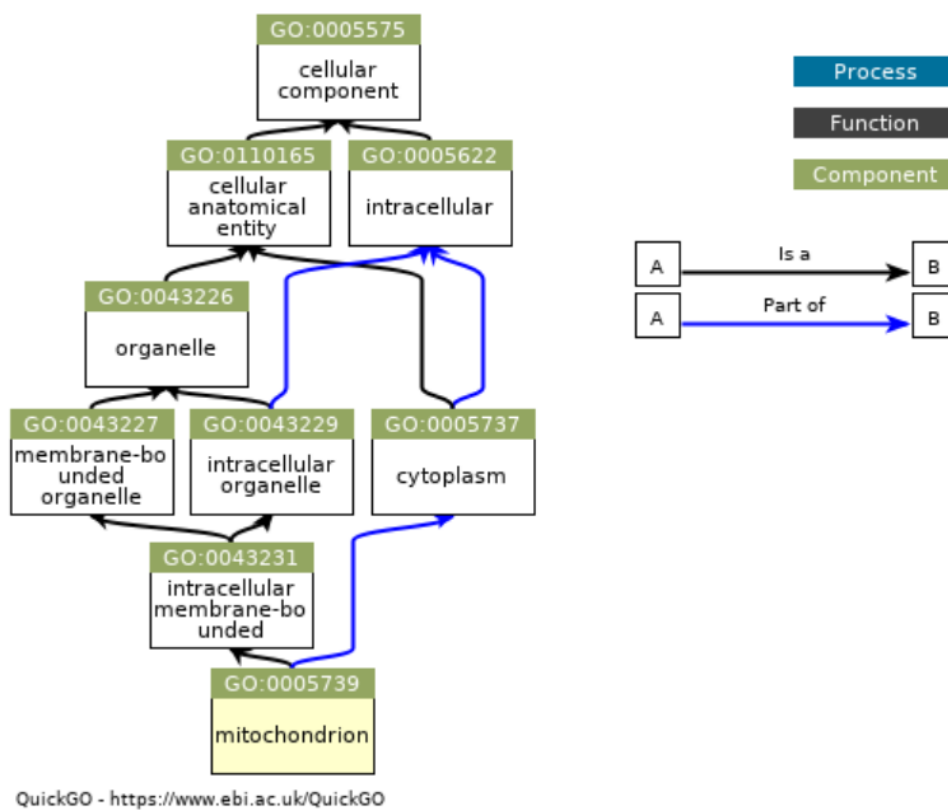 GO:0005575
cellular
component
Process
Function
Component
GO:0110165
cellular
anatomical
entity
GO:0005622
intracellular
A
Is a
B
A
Part of
B
GO:0043226
organelle
GO:0043227
membrane-bo
unded
organelle
GO:0043229
intracellular
organelle
GO:0005737
cytoplasm
GO:0043231
intracellular
membrane-bo
unded
GO:0005739
mitochondrion
QuickGO - https://www.ebi.ac.uk/QuickGO